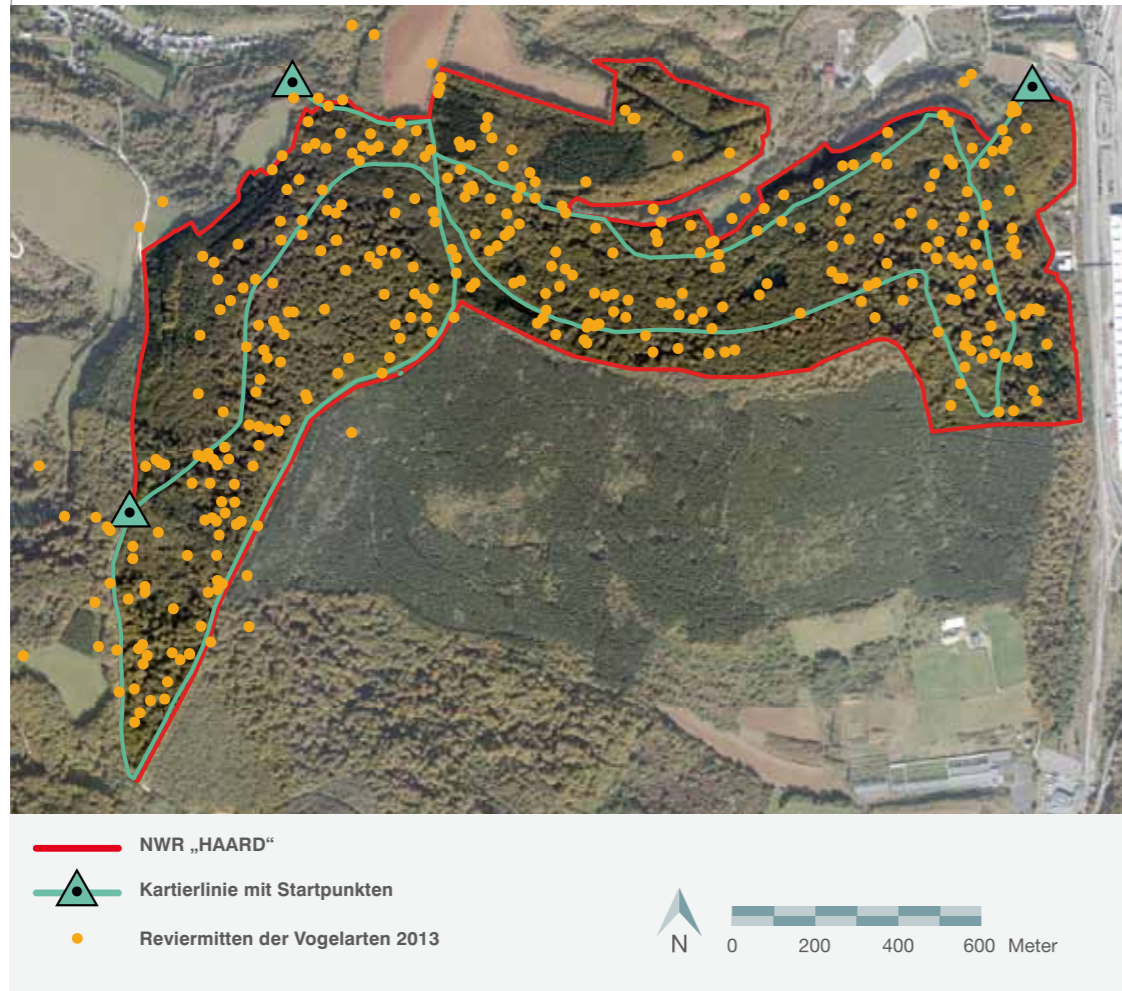 NWR „HAARD“
Kartierlinie mit Startpunkten
Reviermitten der Vogelarten 2013
N
0 200 400 600 Meter